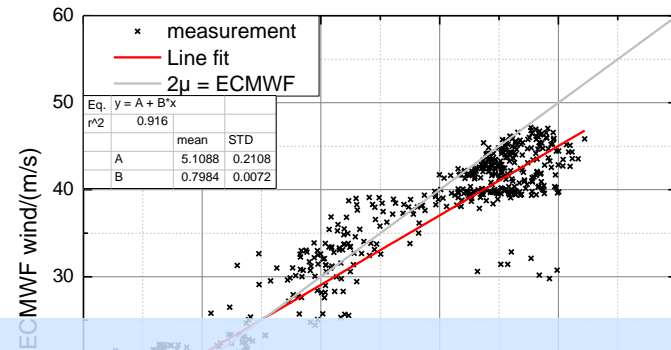 measurement
Line fit
2μ = ECMWF
Eq. y = A + B*x
r^2 0.916
mean STD
A 5.1088 0.2108
B 0.7984 0.0072
60
50
40
30
ECMWF wind/(m/s)